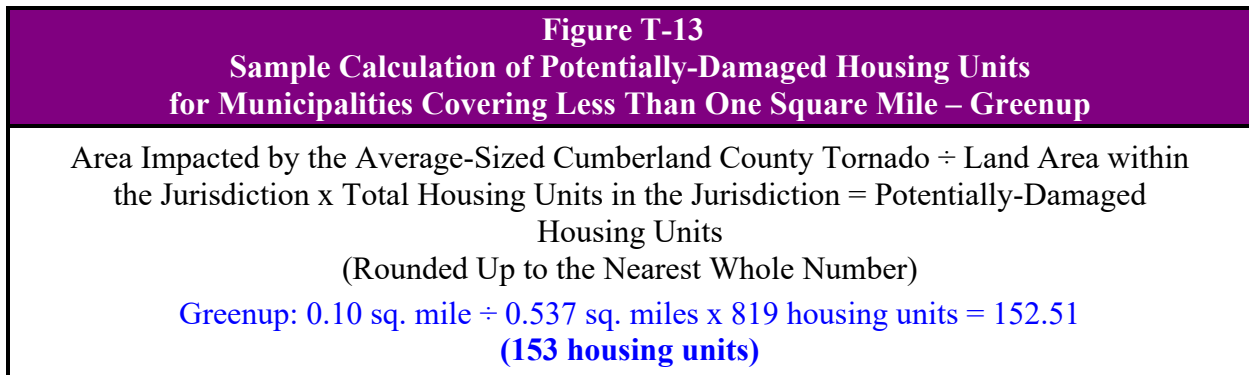 Figure T-13
Sample Calculation of Potentially-Damaged Housing Units
for Municipalities Covering Less Than One Square Mile – Greenup
Area Impacted by the Average-Sized Cumberland County Tornado ÷ Land Area within
the Jurisdiction x Total Housing Units in the Jurisdiction = Potentially-Damaged
Housing Units
(Rounded Up to the Nearest Whole Number)
Greenup: 0.10 sq. mile ÷ 0.537 sq. miles x 819 housing units = 152.51
(153 housing units)